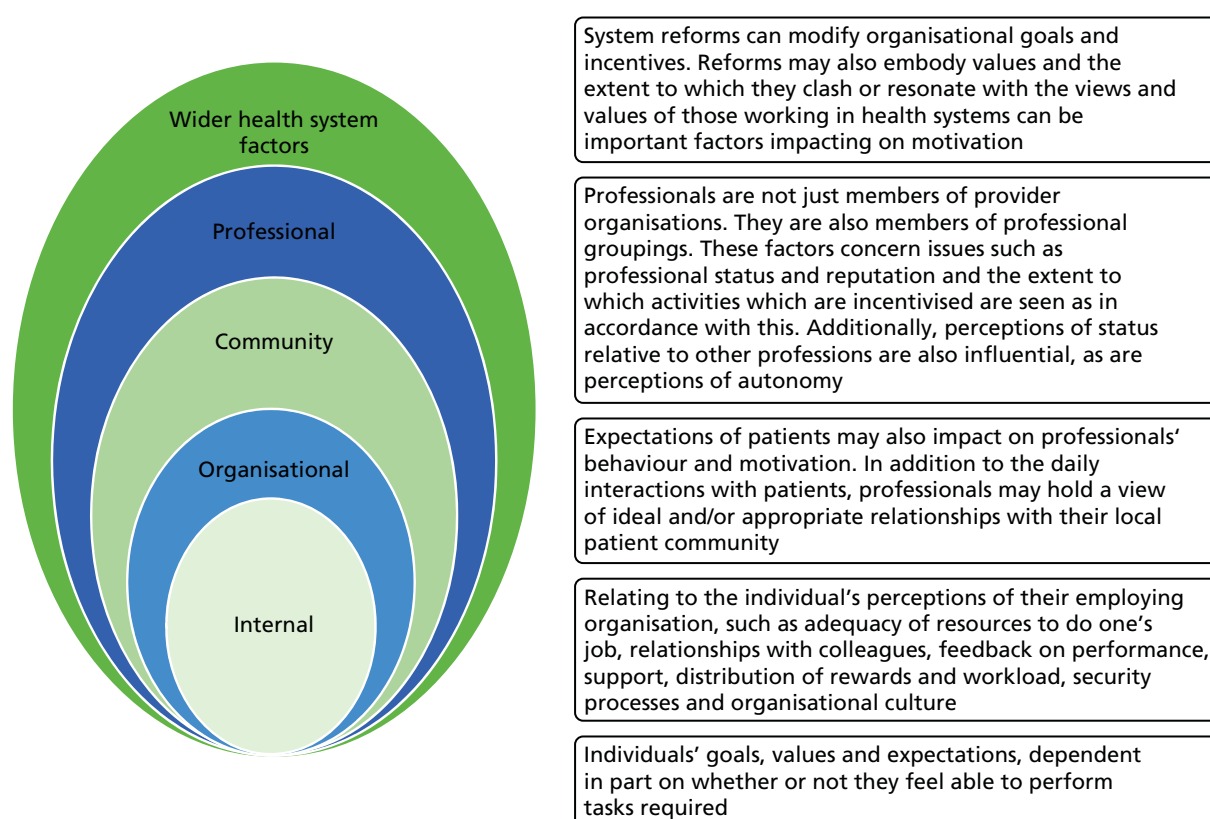 Wider health system
factors
Professional
Community
Organisational
Internal
System reforms can modify organisational goals and
incentives. Reforms may also embody values and the
extent to which they clash or resonate with the views and
values of those working in health systems can be
important factors impacting on motivation
Professionals are not just members of provider
organisations. They are also members of professional
groupings. These factors concern issues such as
professional status and reputation and the extent to
which activities which are incentivised are seen as in
accordance with this. Additionally, perceptions of status
relative to other professions are also influential, as are
perceptions of autonomy
Expectations of patients may also impact on professionals‘
behaviour and motivation. In addition to the daily
interactions with patients, professionals may hold a view
of ideal and/or appropriate relationships with their local
patient community
Relating to the individual’s perceptions of their employing
organisation, such as adequacy of resources to do one’s
job, relationships with colleagues, feedback on performance,
support, distribution of rewards and workload, security
processes and organisational culture
Individuals’ goals, values and expectations, dependent
in part on whether or not they feel able to perform
tasks required